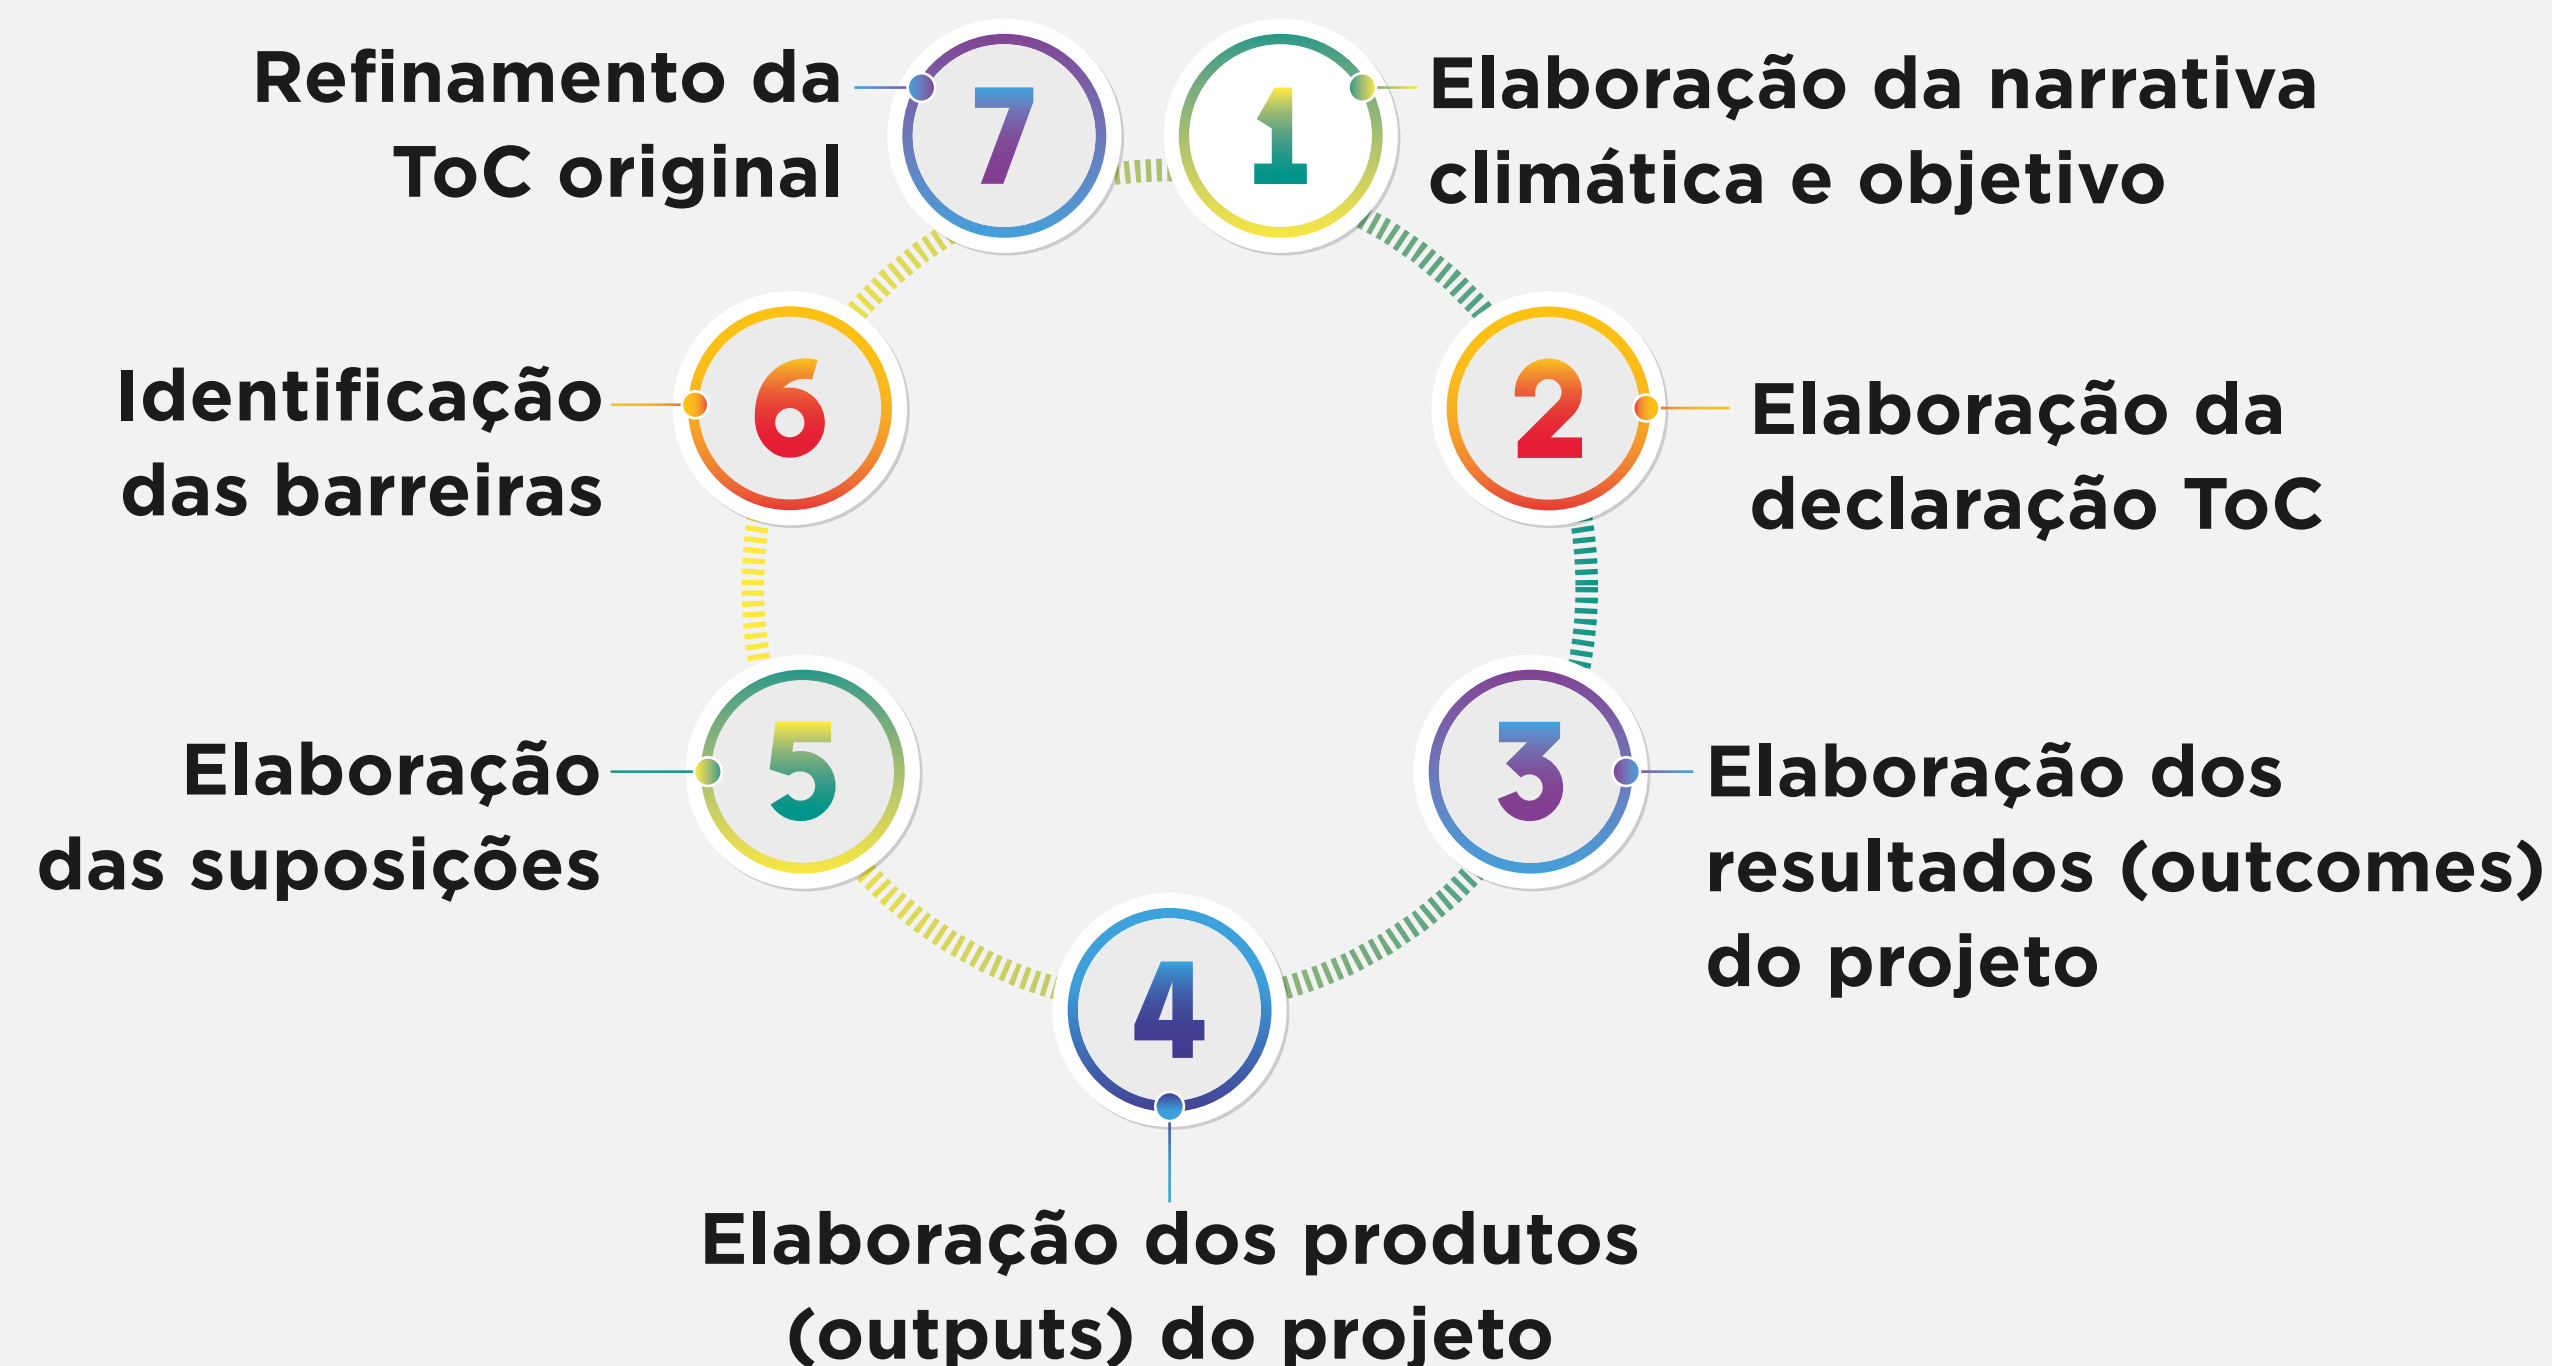 1
Elaboração da narrativa
climática e objetivo
2
Elaboração da
declaração ToC
3
Elaboração dos
resultados (outcomes)
do projeto
4
Elaboração dos produtos
(outputs) do projeto
5
Elaboração
das suposições
6
Identificação
das barreiras
7
Refinamento da
ToC original